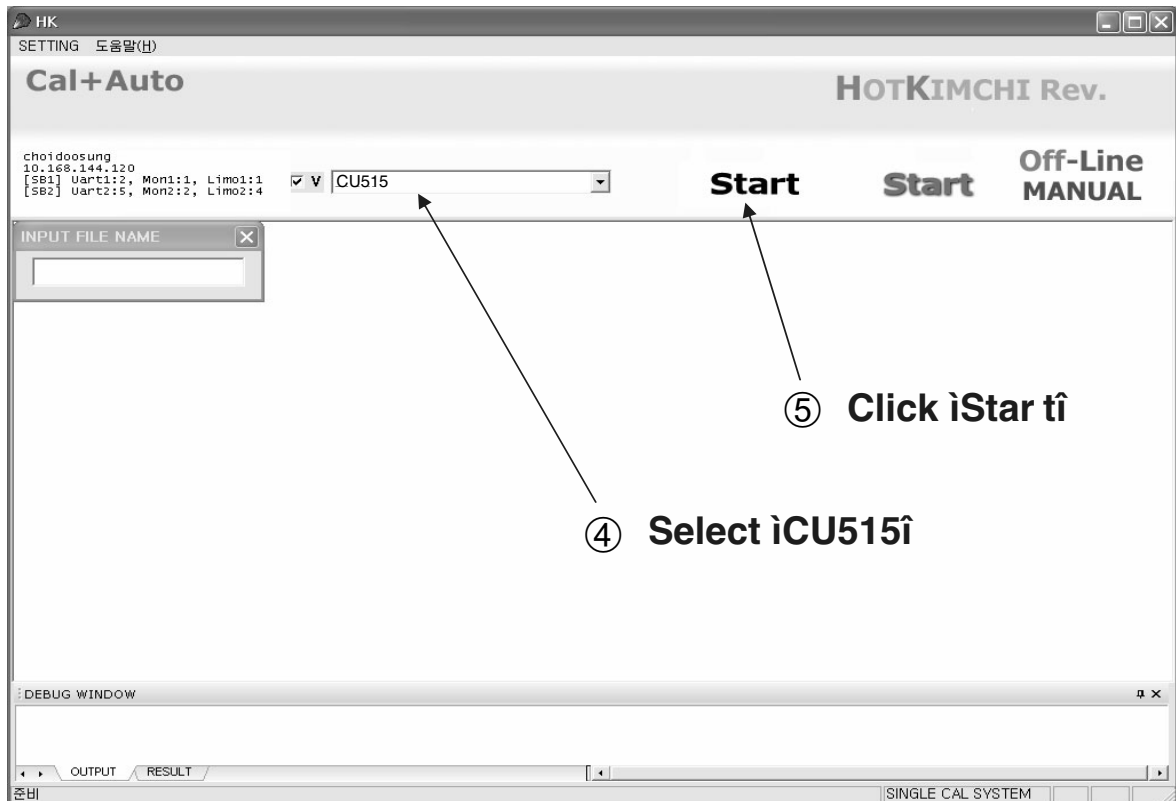 HK
SETTING 도움말(H)
Cal+Auto
HOTKIMCHI Rev.
choidoosung
10.168.144.120
[SB1] Uart1:2, Mon1:1, Limo1:1
[SB2] Uart2:5, Mon2:2, Limo2:4
V CU515
Start
Start
Off-Line
MANUAL
INPUT FILE NAME
⑤ Click ìStar tî
④ Select ìCU515î
DEBUG WINDOW
OUTPUT RESULT
준비
SINGLE CAL SYSTEM